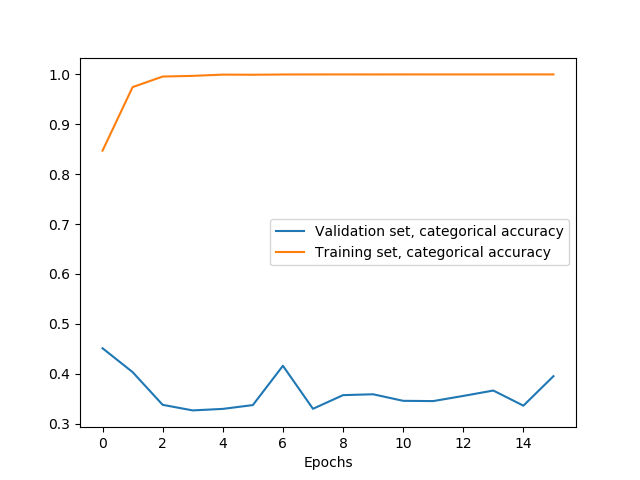 1.0
0.9
0.8
0.7
0.6
0.5
0.4
0.3
Validation set, categorical accuracy
Training set, categorical accuracy
0 2 4 6 8 10 12 14
Epochs